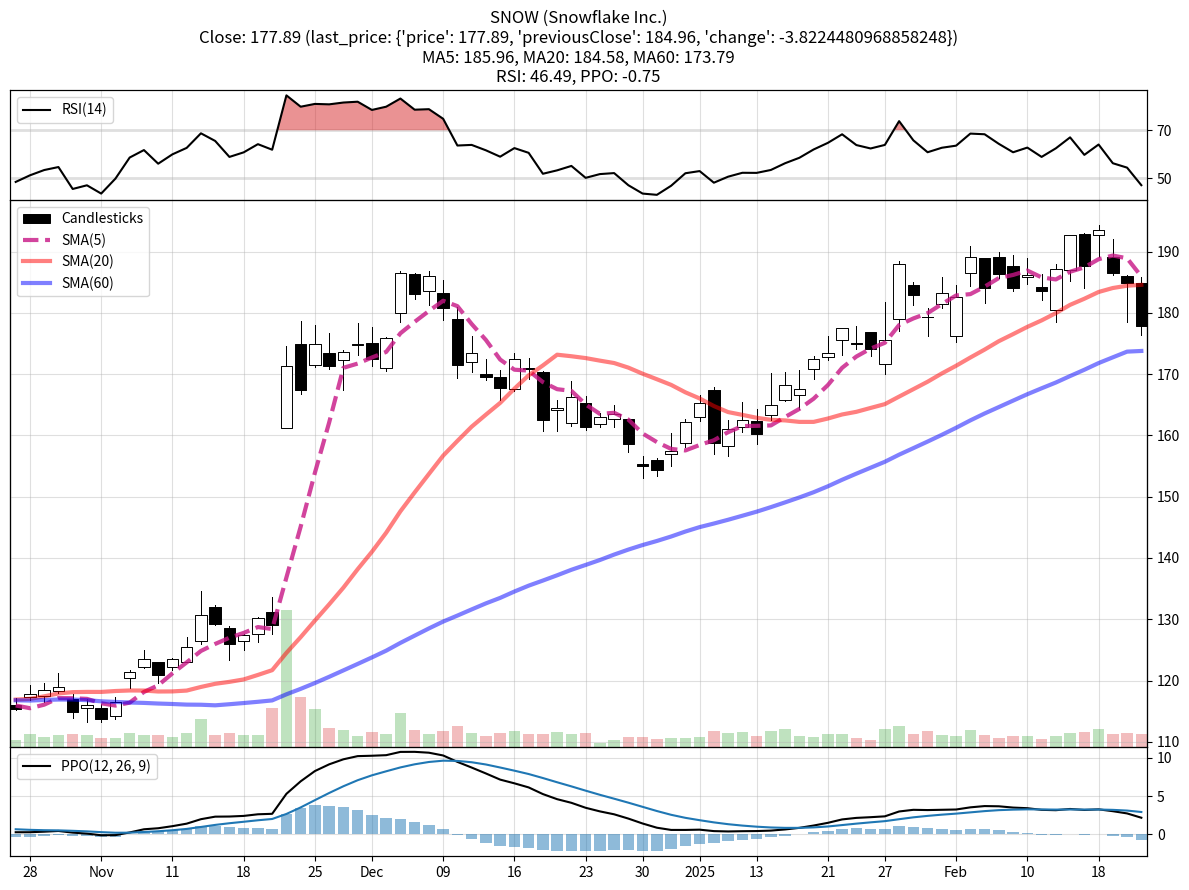 SNOW (Snowflake Inc.)
Close: 177.89 (last_price: {'price': 177.89, 'previousClose': 184.96, 'change': -3.8224480968858248})
MA5: 185.96, MA20: 184.58, MA60: 173.79
RSI: 46.49, PPO: -0.75
RSI(14)
70
50
Candlesticks
SMA(5)
SMA(20)
SMA(60)
190
180
170
160
150
140
130
120
110
PPO(12, 26, 9)
10
5
0
28 Nov 11 18 25 Dec 09 16 23 30 2025 13 21 27 Feb 10 18